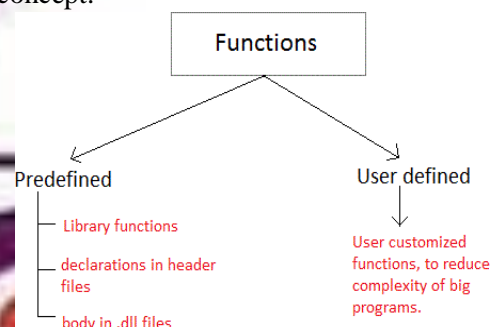 concept.
Functions
Predefined
Library functions
declarations in header
files
body in .dll files
User defined
User customized
functions, to reduce
complexity of big
programs.